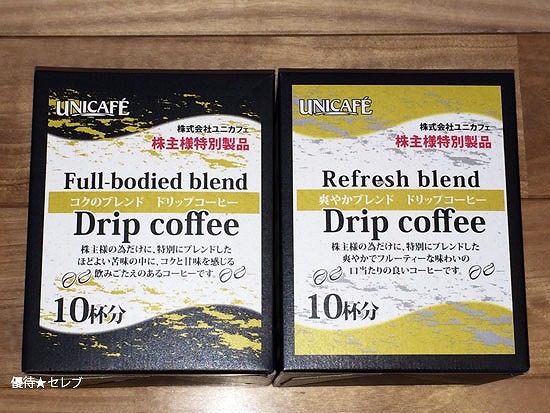 UNICAFÉ
株式会社ユニカフェ
株主様特別製品
Full-bodied blend
コクのブレンド ドリップコーヒー
Drip coffee
株主様の為だけに、特別にブレンドした
ほどよい苦味の中に、コクと甘味を感じる
飲みごたえのあるコーヒーです。
10杯分
UNICAFÉ
株式会社ユニカフェ
株主様特別製品
Refresh blend
爽やかブレンド ドリップコーヒー
Drip coffee
株主様の為だけに、特別にブレンドした
爽やかでフルーティーな味わいの
口当たりの良いコーヒーです。
10杯分
優待★セレブ